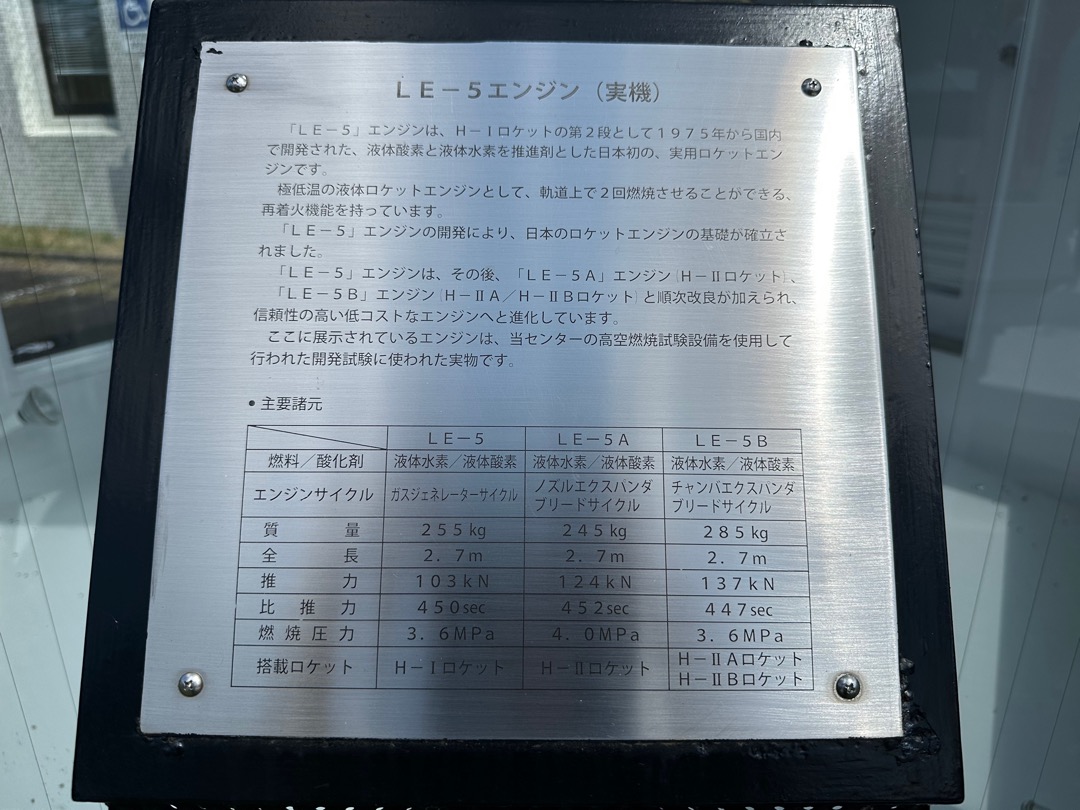 ＬＥ－５エンジン（実機）
「ＬＥ－５」エンジンは、Ｈ－Ⅰロケットの第２段として１９７５年から国内
で開発された、液体酸素と液体水素を推進剤とした日本初の、実用ロケットエン
ジンです。
極低温の液体ロケットエンジンとして、軌道上で２回燃焼させることができる、
再着火機能を持っています。
「ＬＥ－５」エンジンの開発により、日本のロケットエンジンの基礎が確立さ
れました。
「ＬＥ－５」エンジンは、その後、「ＬＥ－５Ａ」エンジン（Ｈ－Ⅱロケット）、
「ＬＥ－５Ｂ」エンジン（Ｈ－ⅡＡ／Ｈ－ⅡＢロケット）と順次改良が加えられ、
信頼性の高い低コストなエンジンへと進化しています。
ここに展示されているエンジンは、当センターの高空燃焼試験設備を使用して
行われた開発試験に使われた実物です。
● 主要諸元
ＬＥ－５ ＬＥ－５Ａ ＬＥ－５Ｂ
燃料／酸化剤 液体水素／液体酸素 液体水素／液体酸素 液体水素／液体酸素
エンジンサイクル ガスジェネレーターサイクル ノズルエクスパンダ ブリードサイクル チャンバエクスパンダ ブリードサイクル
質量 ２５５kg ２４５kg ２８５kg
全長 ２．７m ２．７m ２．７m
推力 １０３kN １２４kN １３７kN
比推力 ４５０sec ４５２sec ４４７sec
燃焼圧力 ３．６MPa ４．０MPa ３．６MPa
搭載ロケット Ｈ－Ⅰロケット Ｈ－Ⅱロケット Ｈ－ⅡＡロケット Ｈ－ⅡＢロケット